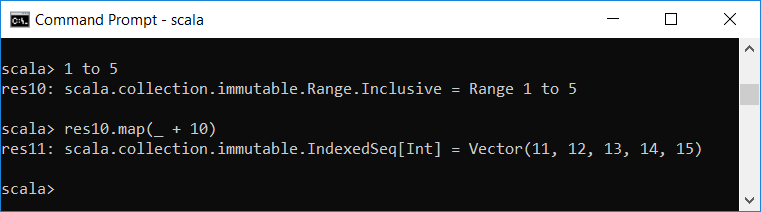 Command Prompt - scala
scala> 1 to 5
res10: scala.collection.immutable.Range.Inclusive = Range 1 to 5
scala> res10.map(_ + 10)
res11: scala.collection.immutable.IndexedSeq[Int] = Vector(11, 12, 13, 14, 15)
scala>